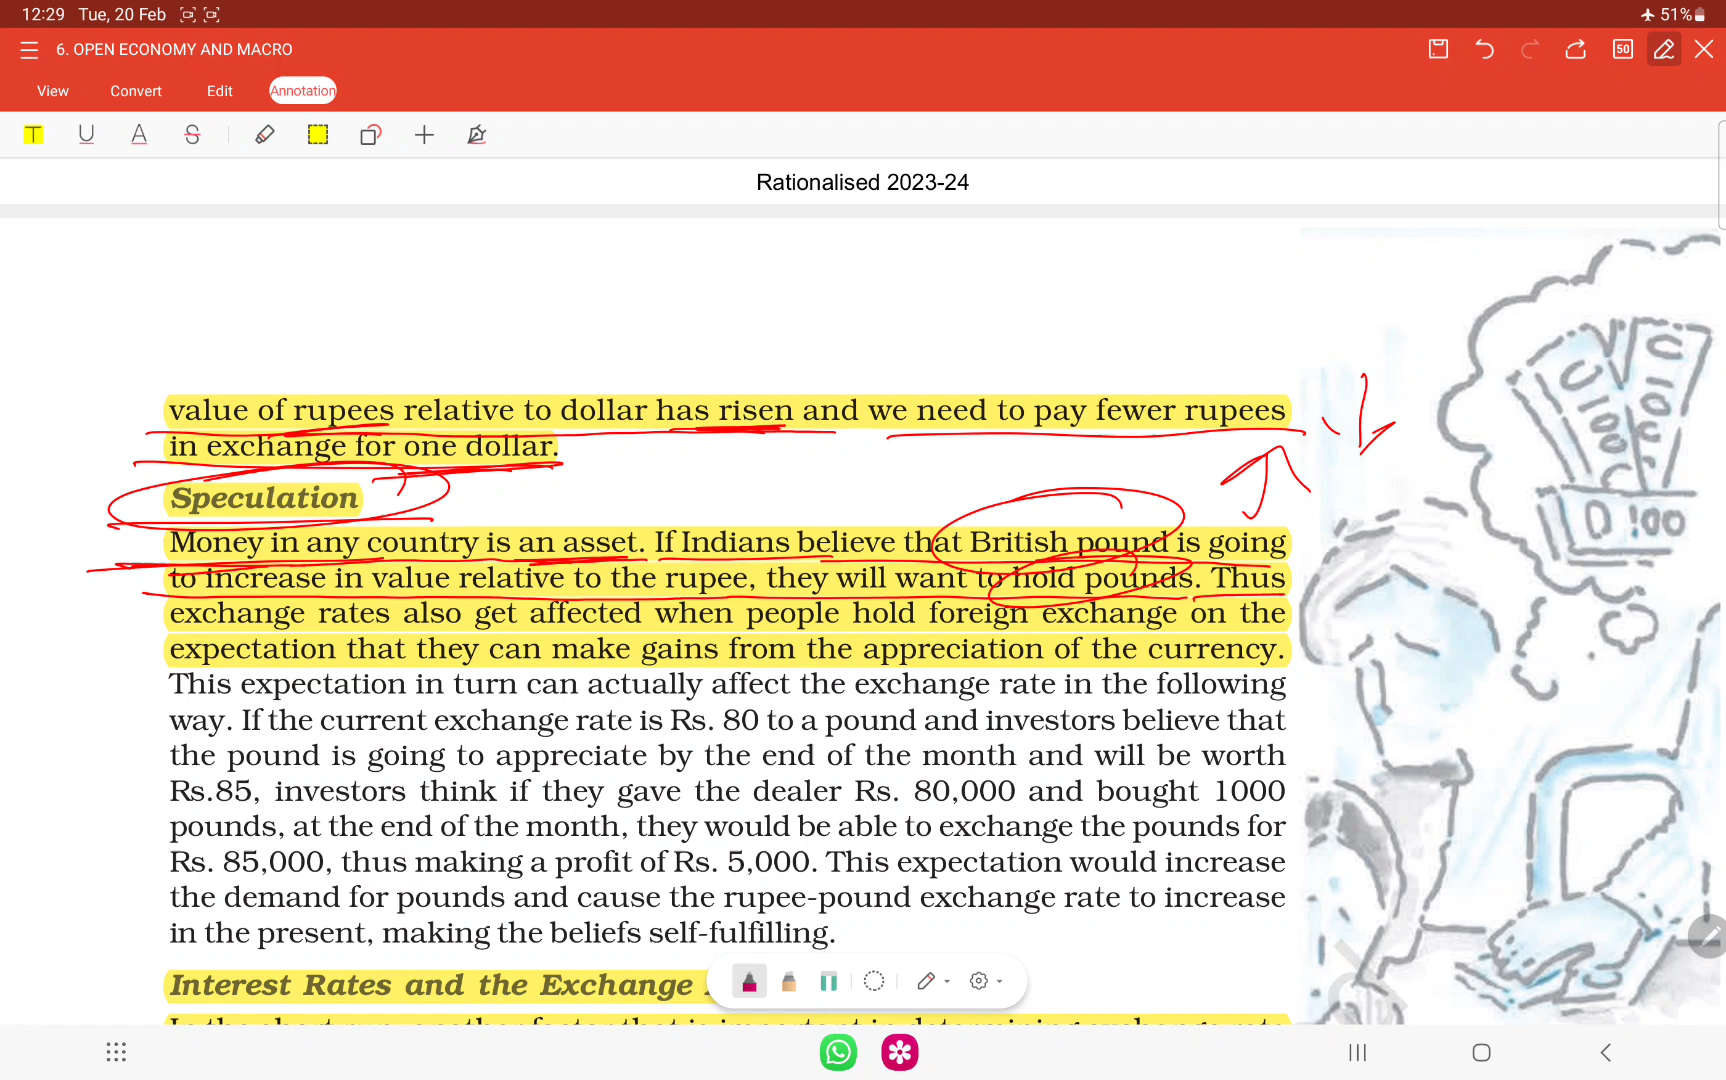 12:29 Tue, 20 Feb 51%
6. OPEN ECONOMY AND MACRO 50
View Convert Edit Annotation
T U A S
Rationalised 2023-24
value of rupees relative to dollar has risen and we need to pay fewer rupees
in exchange for one dollar.
Speculation
Money in any country is an asset. If Indians believe that British pound is going
to increase in value relative to the rupee, they will want to hold pounds. Thus
exchange rates also get affected when people hold foreign exchange on the
expectation that they can make gains from the appreciation of the currency.
This expectation in turn can actually affect the exchange rate in the following
way. If the current exchange rate is Rs. 80 to a pound and investors believe that
the pound is going to appreciate by the end of the month and will be worth
Rs.85, investors think if they gave the dealer Rs. 80,000 and bought 1000
pounds, at the end of the month, they would be able to exchange the pounds for
Rs. 85,000, thus making a profit of Rs. 5,000. This expectation would increase
the demand for pounds and cause the rupee-pound exchange rate to increase
in the present, making the beliefs self-fulfilling.
Interest Rates and the Exchange